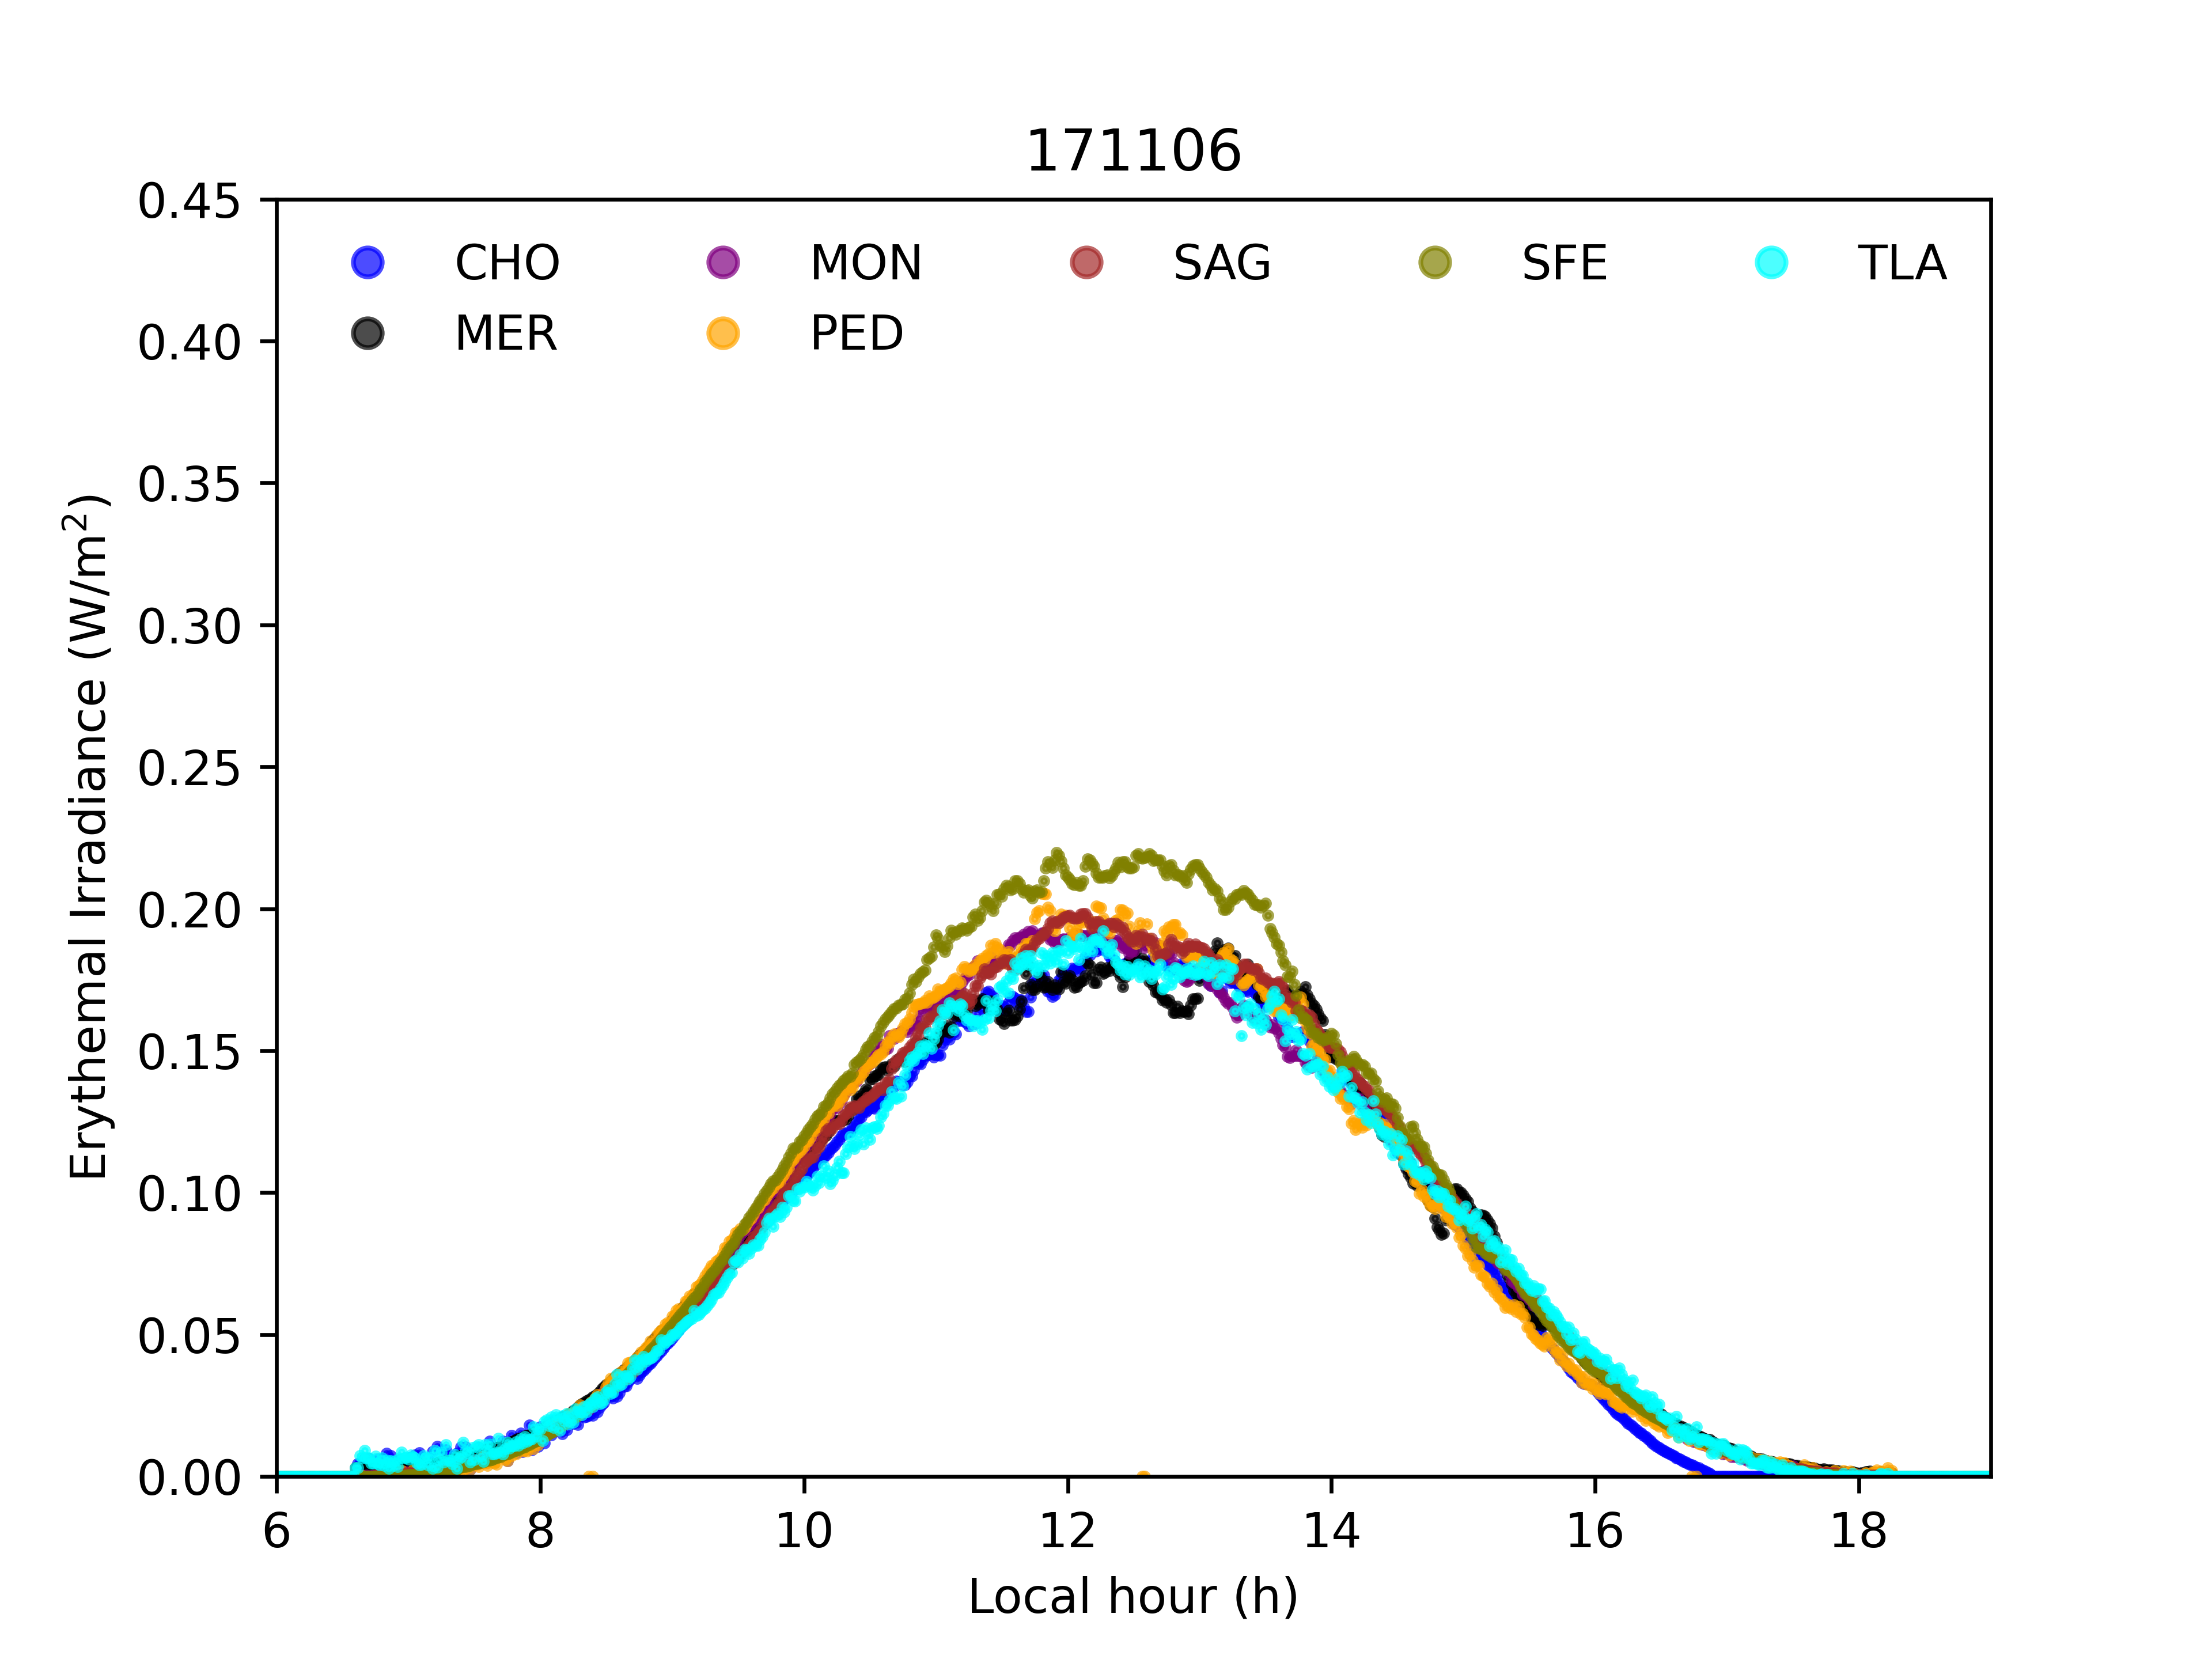 171106
0.45
0.40
0.35
0.30
0.25
0.20
0.15
0.10
0.05
0.00
Erythemal Irradiance (W/m²)
CHO MON SAG SFE TLA
MER PED
6 8 10 12 14 16 18
Local hour (h)